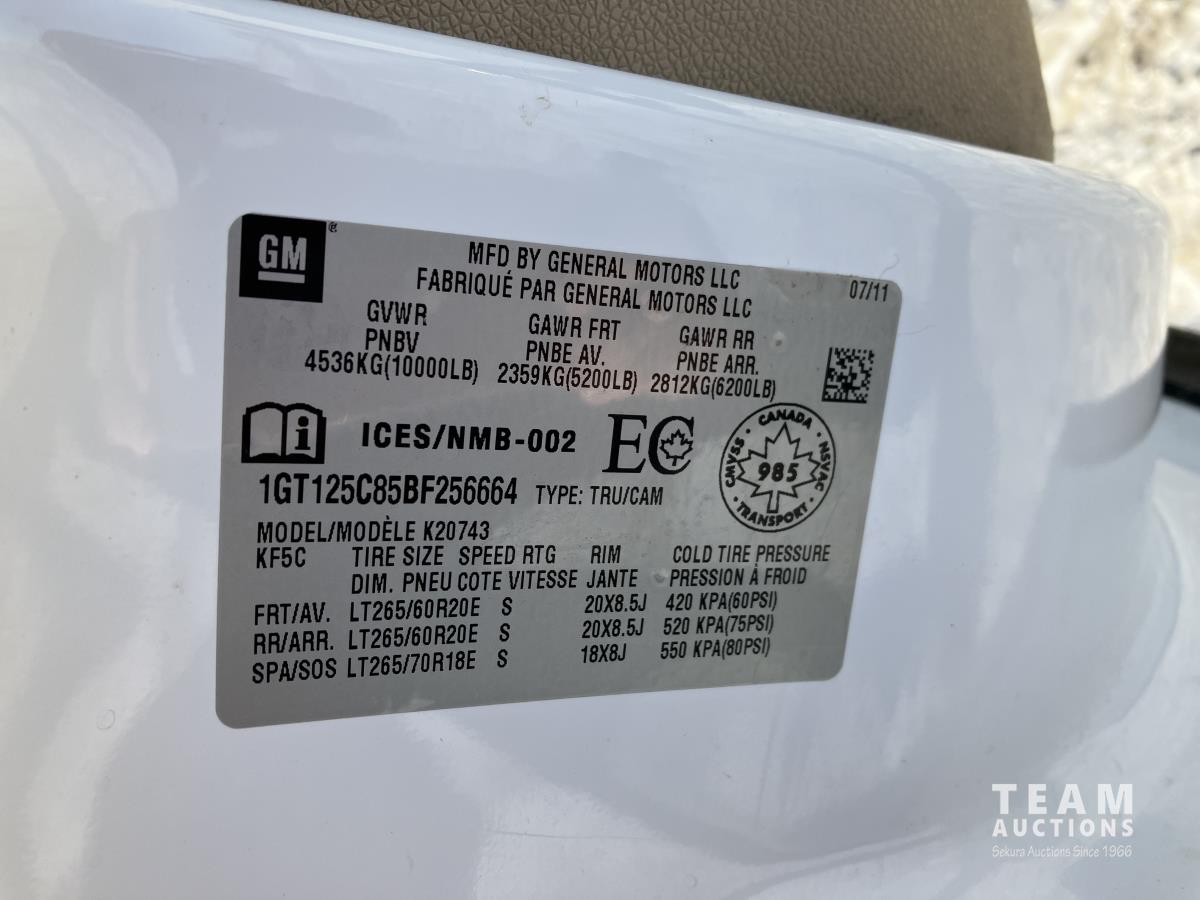 GM ®
MFD BY GENERAL MOTORS LLC
FABRIQUÉ PAR GENERAL MOTORS LLC
07/11
GVWR GAWR FRT GAWR RR
PNBV PNBE AV. PNBE ARR.
4536KG(10000LB) 2359KG(5200LB) 2812KG(6200LB)
i ICES/NMB-002 EC
CANADA
CMVSS 985 NSVAC
TRANSPORT
1GT125C85BF256664 TYPE: TRU/CAM
MODEL/MODÈLE K20743
KF5C TIRE SIZE SPEED RTG RIM COLD TIRE PRESSURE
DIM. PNEU COTE VITESSE JANTE PRESSION À FROID
FRT/AV. LT265/60R20E S 20X8.5J 420 KPA(60PSI)
RR/ARR. LT265/60R20E S 20X8.5J 520 KPA(75PSI)
SPA/SOS LT265/70R18E S 18X8J 550 KPA(80PSI)
TEAM
AUCTIONS
Sekura Auctions Since 1966